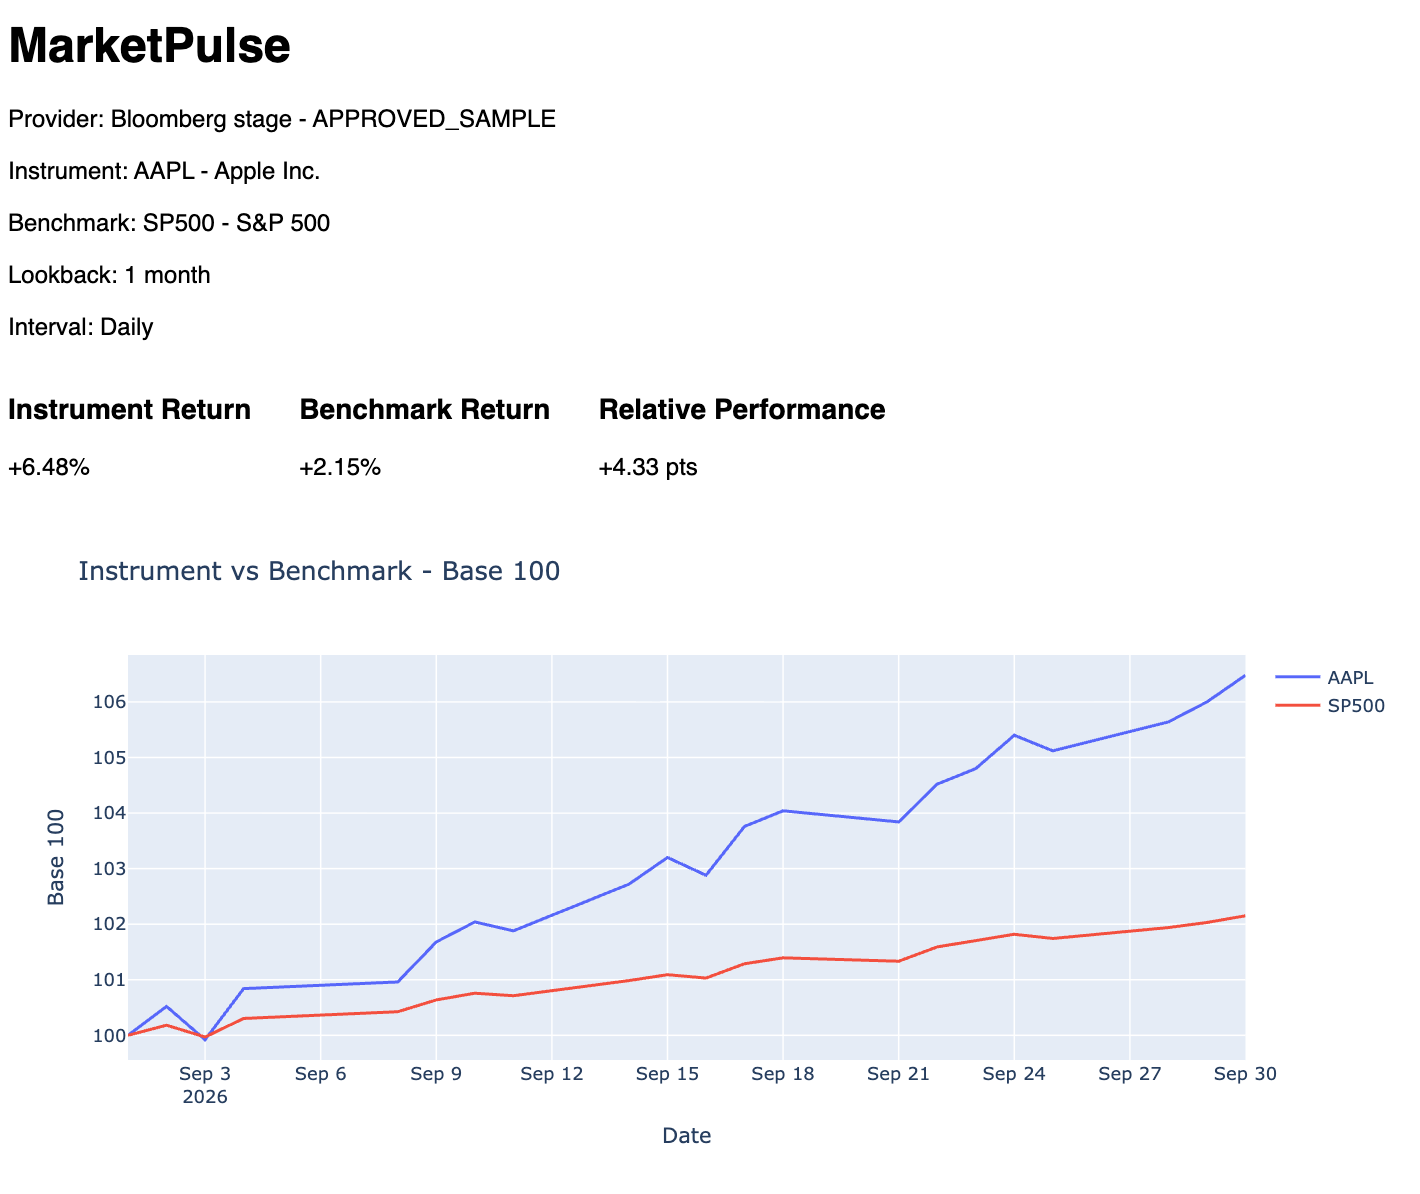 MarketPulse
Provider: Bloomberg stage - APPROVED_SAMPLE
Instrument: AAPL - Apple Inc.
Benchmark: SP500 - S&P 500
Lookback: 1 month
Interval: Daily
Instrument Return Benchmark Return Relative Performance
+6.48% +2.15% +4.33 pts
Instrument vs Benchmark - Base 100
AAPL
SP500
106
105
104
103
102
101
100
Base 100
Sep 3 Sep 6 Sep 9 Sep 12 Sep 15 Sep 18 Sep 21 Sep 24 Sep 27 Sep 30
2026
Date